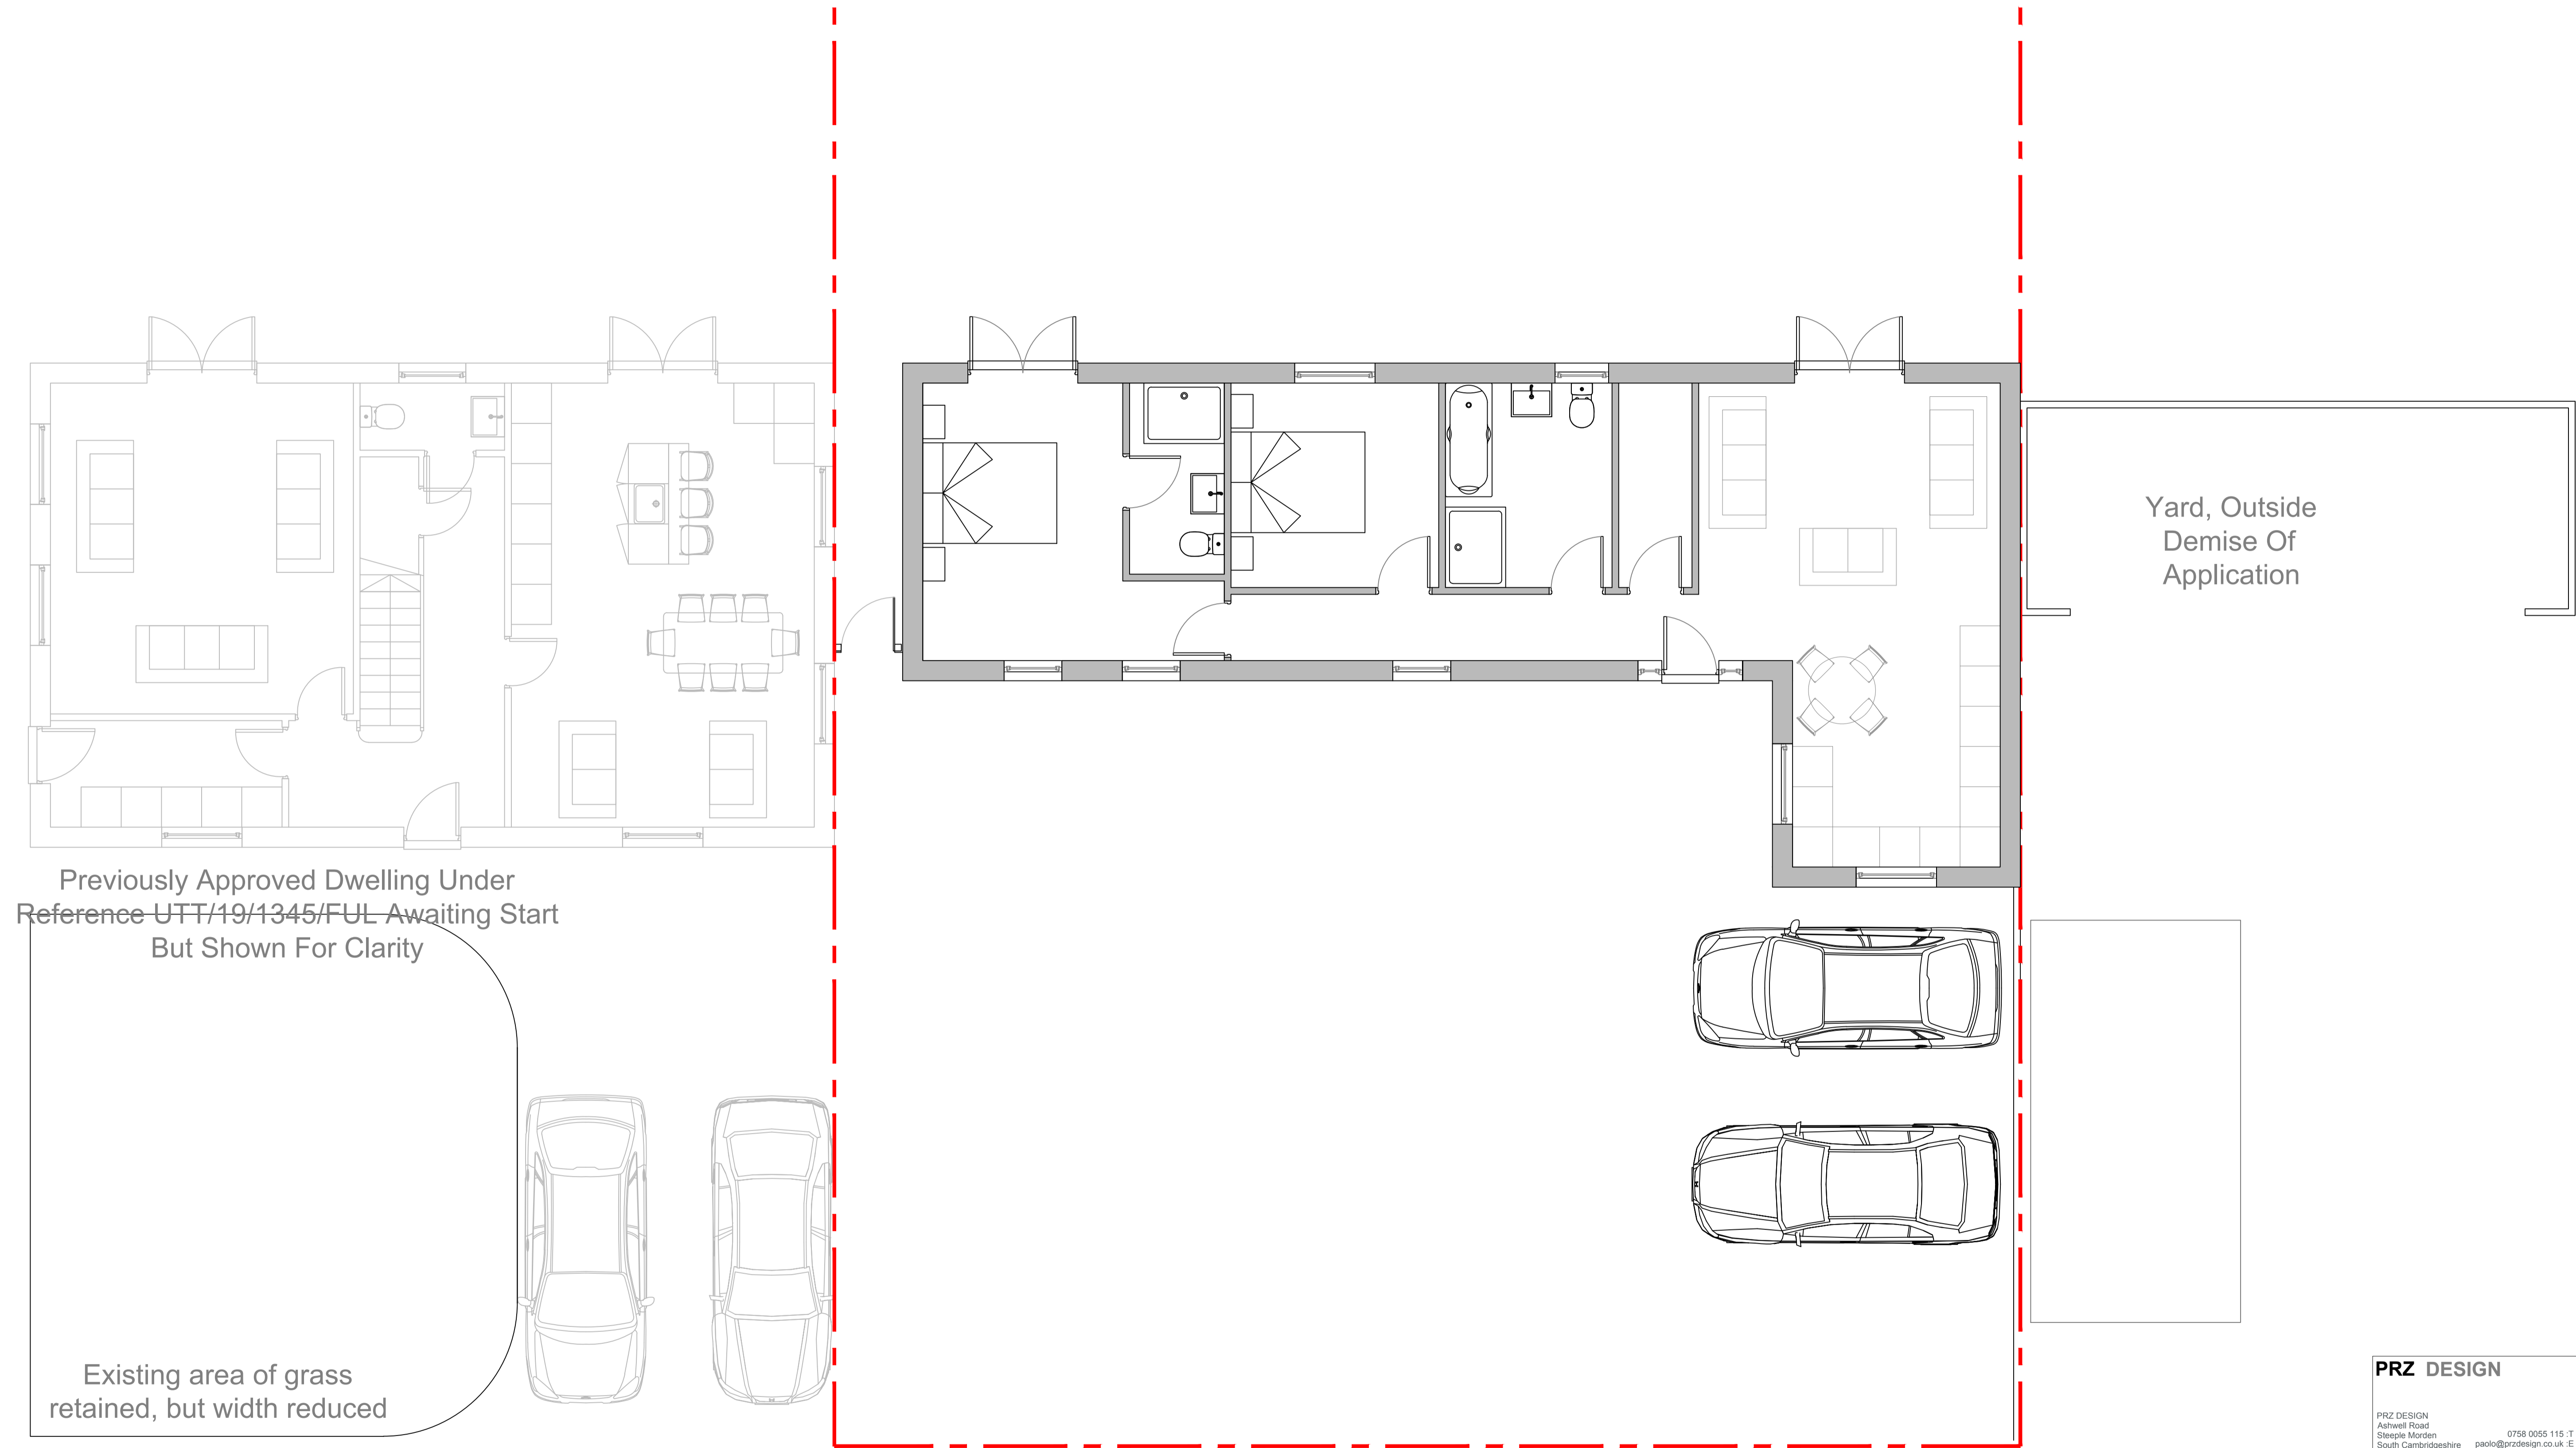 Yard, Outside
Demise Of
Application
Previously Approved Dwelling Under
Reference UTT/19/1345/FUL Awaiting Start
But Shown For Clarity
Existing area of grass
retained, but width reduced
PRZ DESIGN
PRZ DESIGN
Ashwell Road
Steeple Morden
South Cambridgeshire
0758 0055 115 :T
paolo@przdesign.co.uk :E